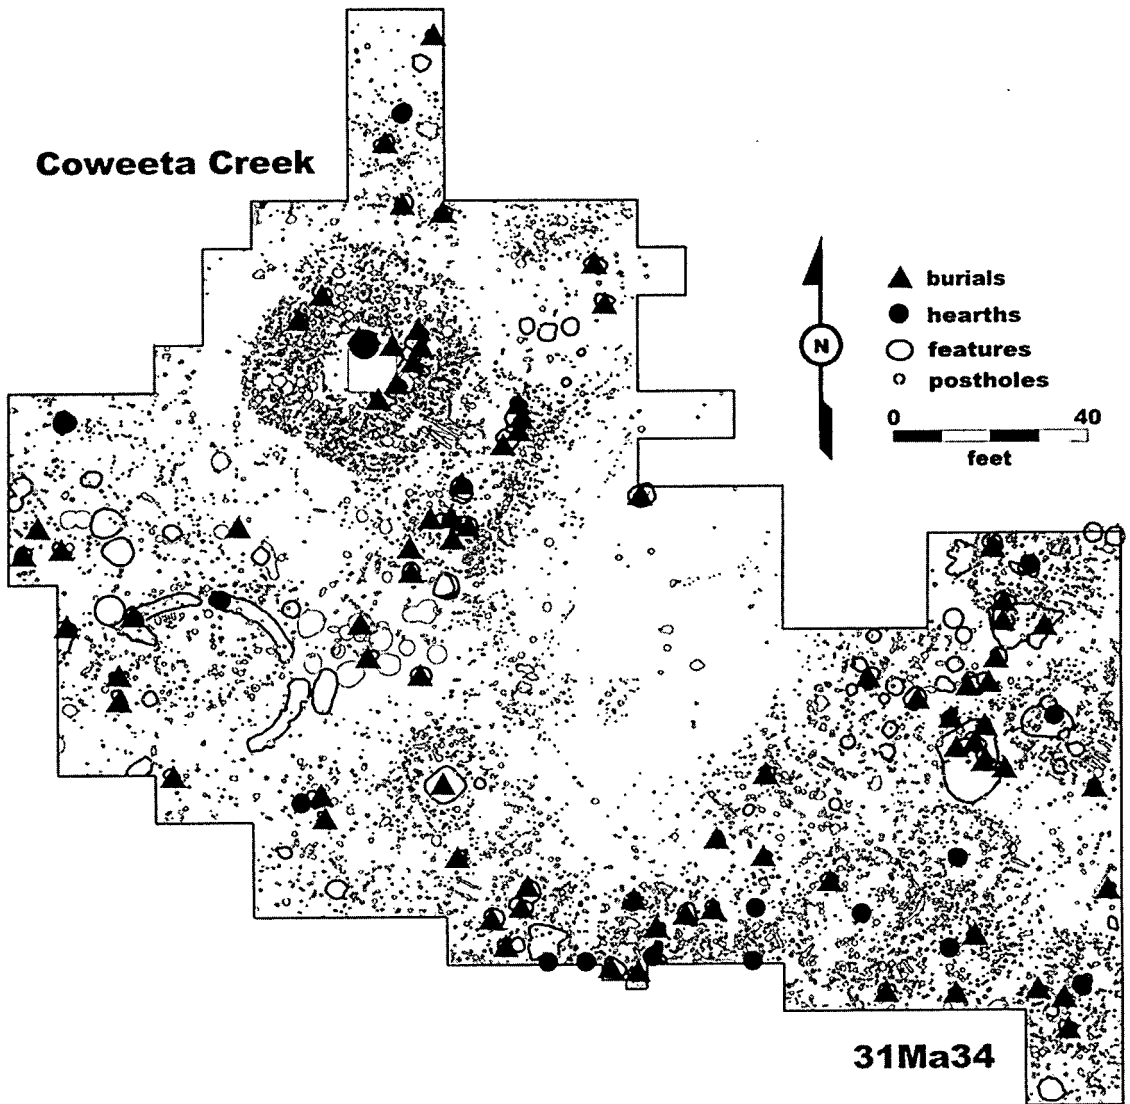 Coweeta Creek
burials
hearths
N
features
postholes
0 40
feet
31Ma34